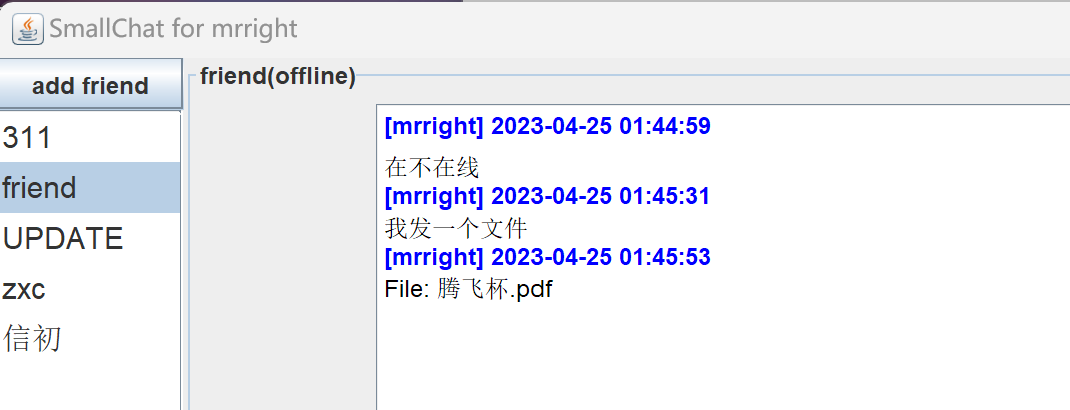 SmallChat for mrright
add friend
311
friend
UPDATE
zxc
信初
friend(offline)
[mrright] 2023-04-25 01:44:59
在不在线
[mrright] 2023-04-25 01:45:31
我发一个文件
[mrright] 2023-04-25 01:45:53
File: 腾飞杯.pdf